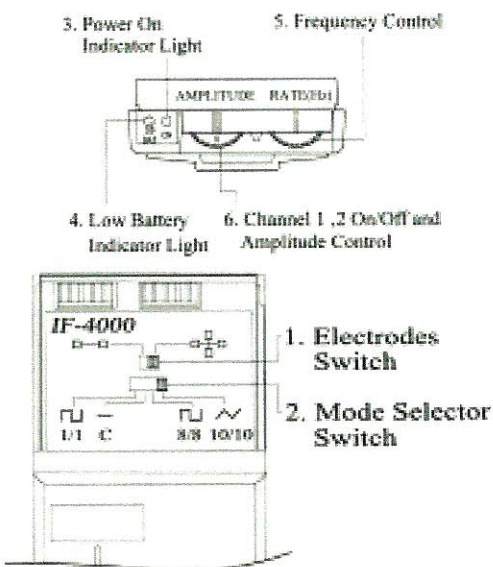 3. Power On
Indicator Light
5. Frequency Control
AMPLITUDE RATE(Hz)
4. Low Battery
Indicator Light
6. Channel 1 ,2 On/Off and
Amplitude Control
IF-4000
1. Electrodes
Switch
2. Mode Selector
Switch
1/1 C 8/8 10/10